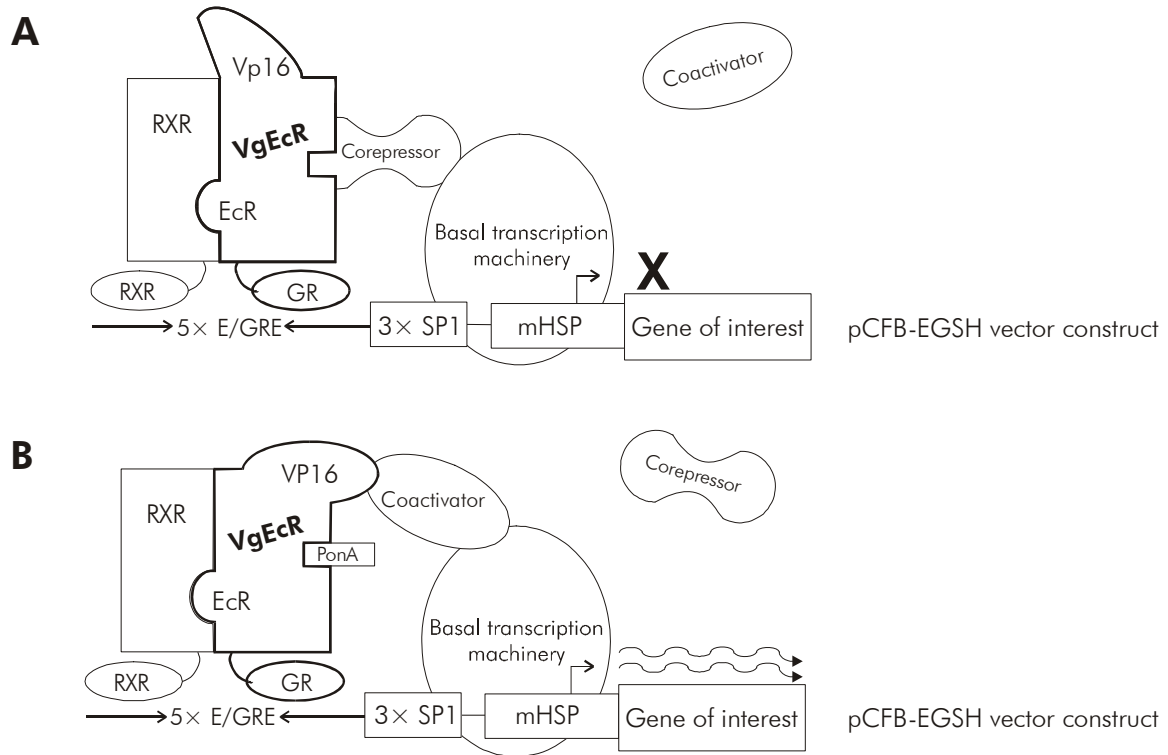 A
Vp16
Coactivator
RXR
VgEcR
Corepressor
EcR
Basal transcription
machinery
X
RXR
GR
5× E/GRE
3× SP1
mHSP
Gene of interest
pCFB-EGSH vector construct
B
VP16
Corepressor
RXR
Coactivator
VgEcR
PonA
EcR
Basal transcription
machinery
RXR
GR
5× E/GRE
3× SP1
mHSP
Gene of interest
pCFB-EGSH vector construct